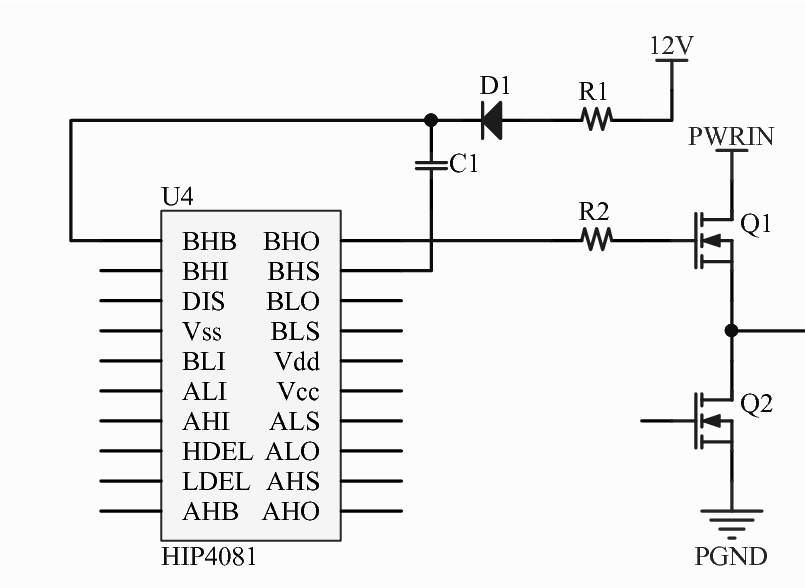 12V
D1
R1
PWRIN
C1
U4
R2
BHB BHO
Q1
BHI BHS
DIS BLO
Vss BLS
BLI Vdd
ALI Vcc
Q2
AHI ALS
HDEL ALO
LDEL AHS
AHB AHO
HIP4081
PGND